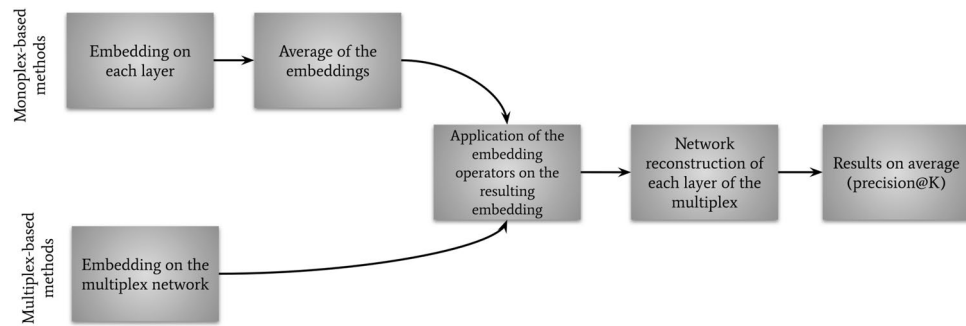 Monoplex-based
methods
Embedding on
each layer
Average of the
embeddings
Application of the
embedding
operators on the
resulting
embedding
Network
reconstruction of
each layer of the
multiplex
Results on average
(precision@K)
Multiplex-based
methods
Embedding on the
multiplex network